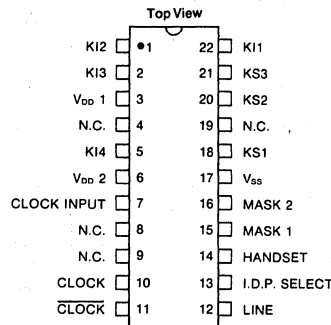 Top View
KI2 1 22 KI1
KI3 2 21 KS3
VDD 1 3 20 KS2
N.C. 4 19 N.C.
KI4 5 18 KS1
VDD 2 6 17 VSS
CLOCK INPUT 7 16 MASK 2
N.C. 8 15 MASK 1
N.C. 9 14 HANDSET
CLOCK 10 13 I.D.P. SELECT
C̅L̅O̅C̅K̅ 11 12 LINE